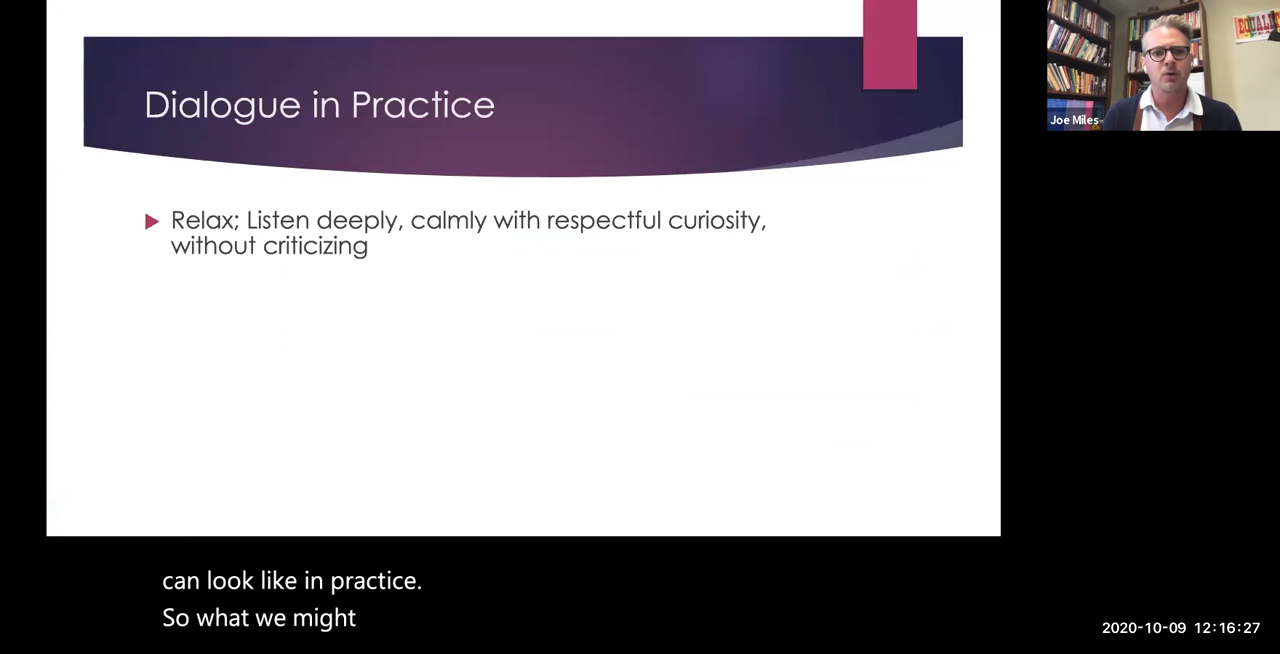 Dialogue in Practice
Relax; Listen deeply, calmly with respectful curiosity,
without criticizing
Joe Miles
can look like in practice.
So what we might
2020-10-09 12:16:27